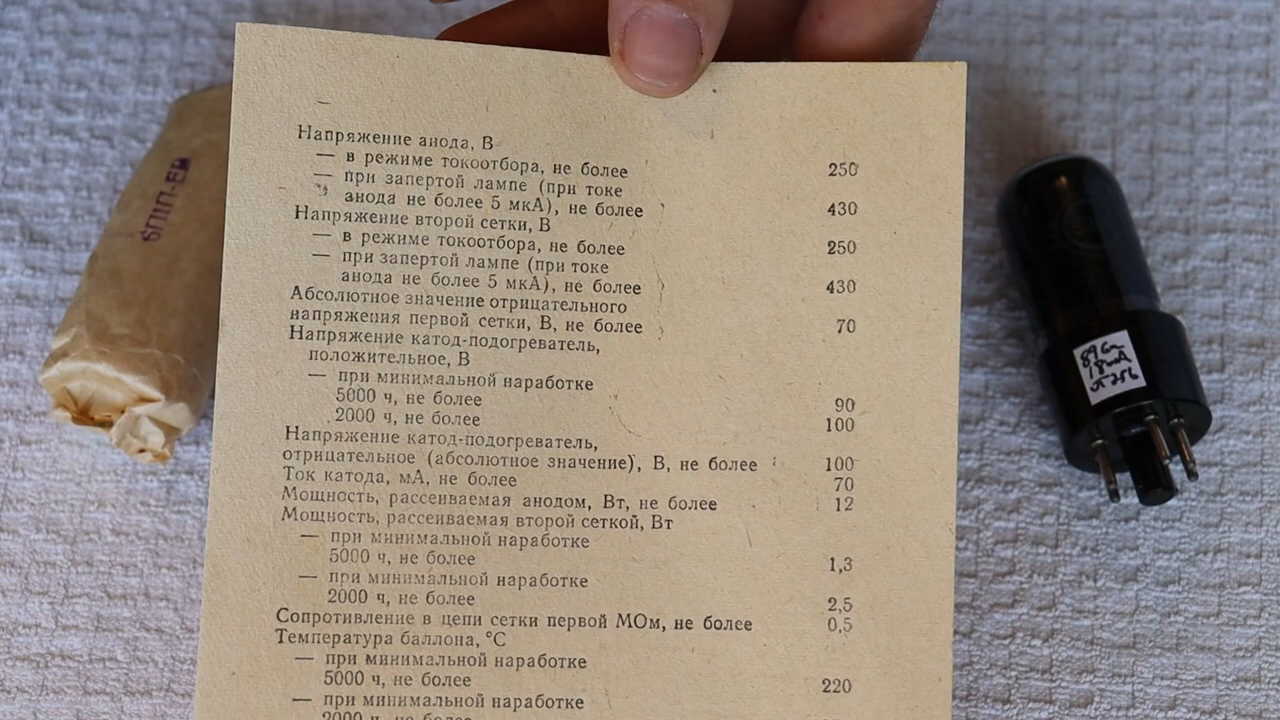 Напряжение анода, В
— в режиме токоотбора, не более 250
— при запертой лампе (при токе
анода не более 5 мкА), не более 430
Напряжение второй сетки, В
— в режиме токоотбора, не более 250
— при запертой лампе (при токе
анода не более 5 мкА), не более 430
Абсолютное значение отрицательного
напряжения первой сетки, В, не более 70
Напряжение катод-подогреватель,
положительное, В
— при минимальной наработке
5000 ч, не более 90
2000 ч, не более 100
Напряжение катод-подогреватель,
отрицательное (абсолютное значение), В, не более 100
Ток катода, мА, не более 70
Мощность, рассеиваемая анодом, Вт, не более 12
Мощность, рассеиваемая второй сеткой, Вт
— при минимальной наработке
5000 ч, не более 1,3
— при минимальной наработке
2000 ч, не более 2,5
Сопротивление в цепи сетки первой МОм, не более 0,5
Температура баллона, °С
— при минимальной наработке
5000 ч, не более 220
— при минимальной наработке
2000 ч, не более
6П1П-ЕВ